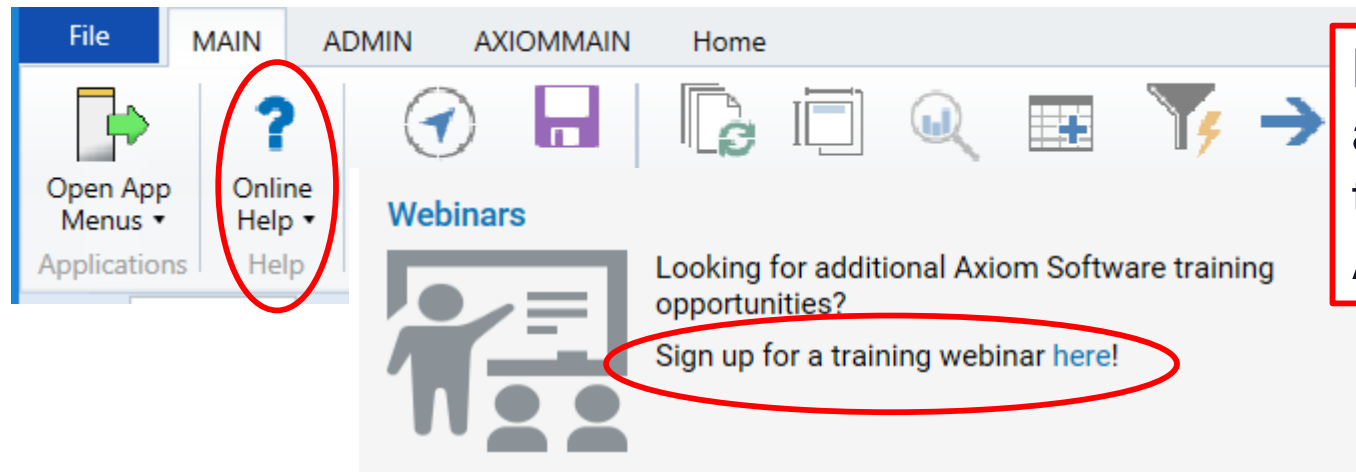 File MAIN ADMIN AXIOMMAIN Home
Open App Menus
Online Help
Applications Help
Webinars
Looking for additional Axiom Software training
opportunities?
Sign up for a training webinar here!